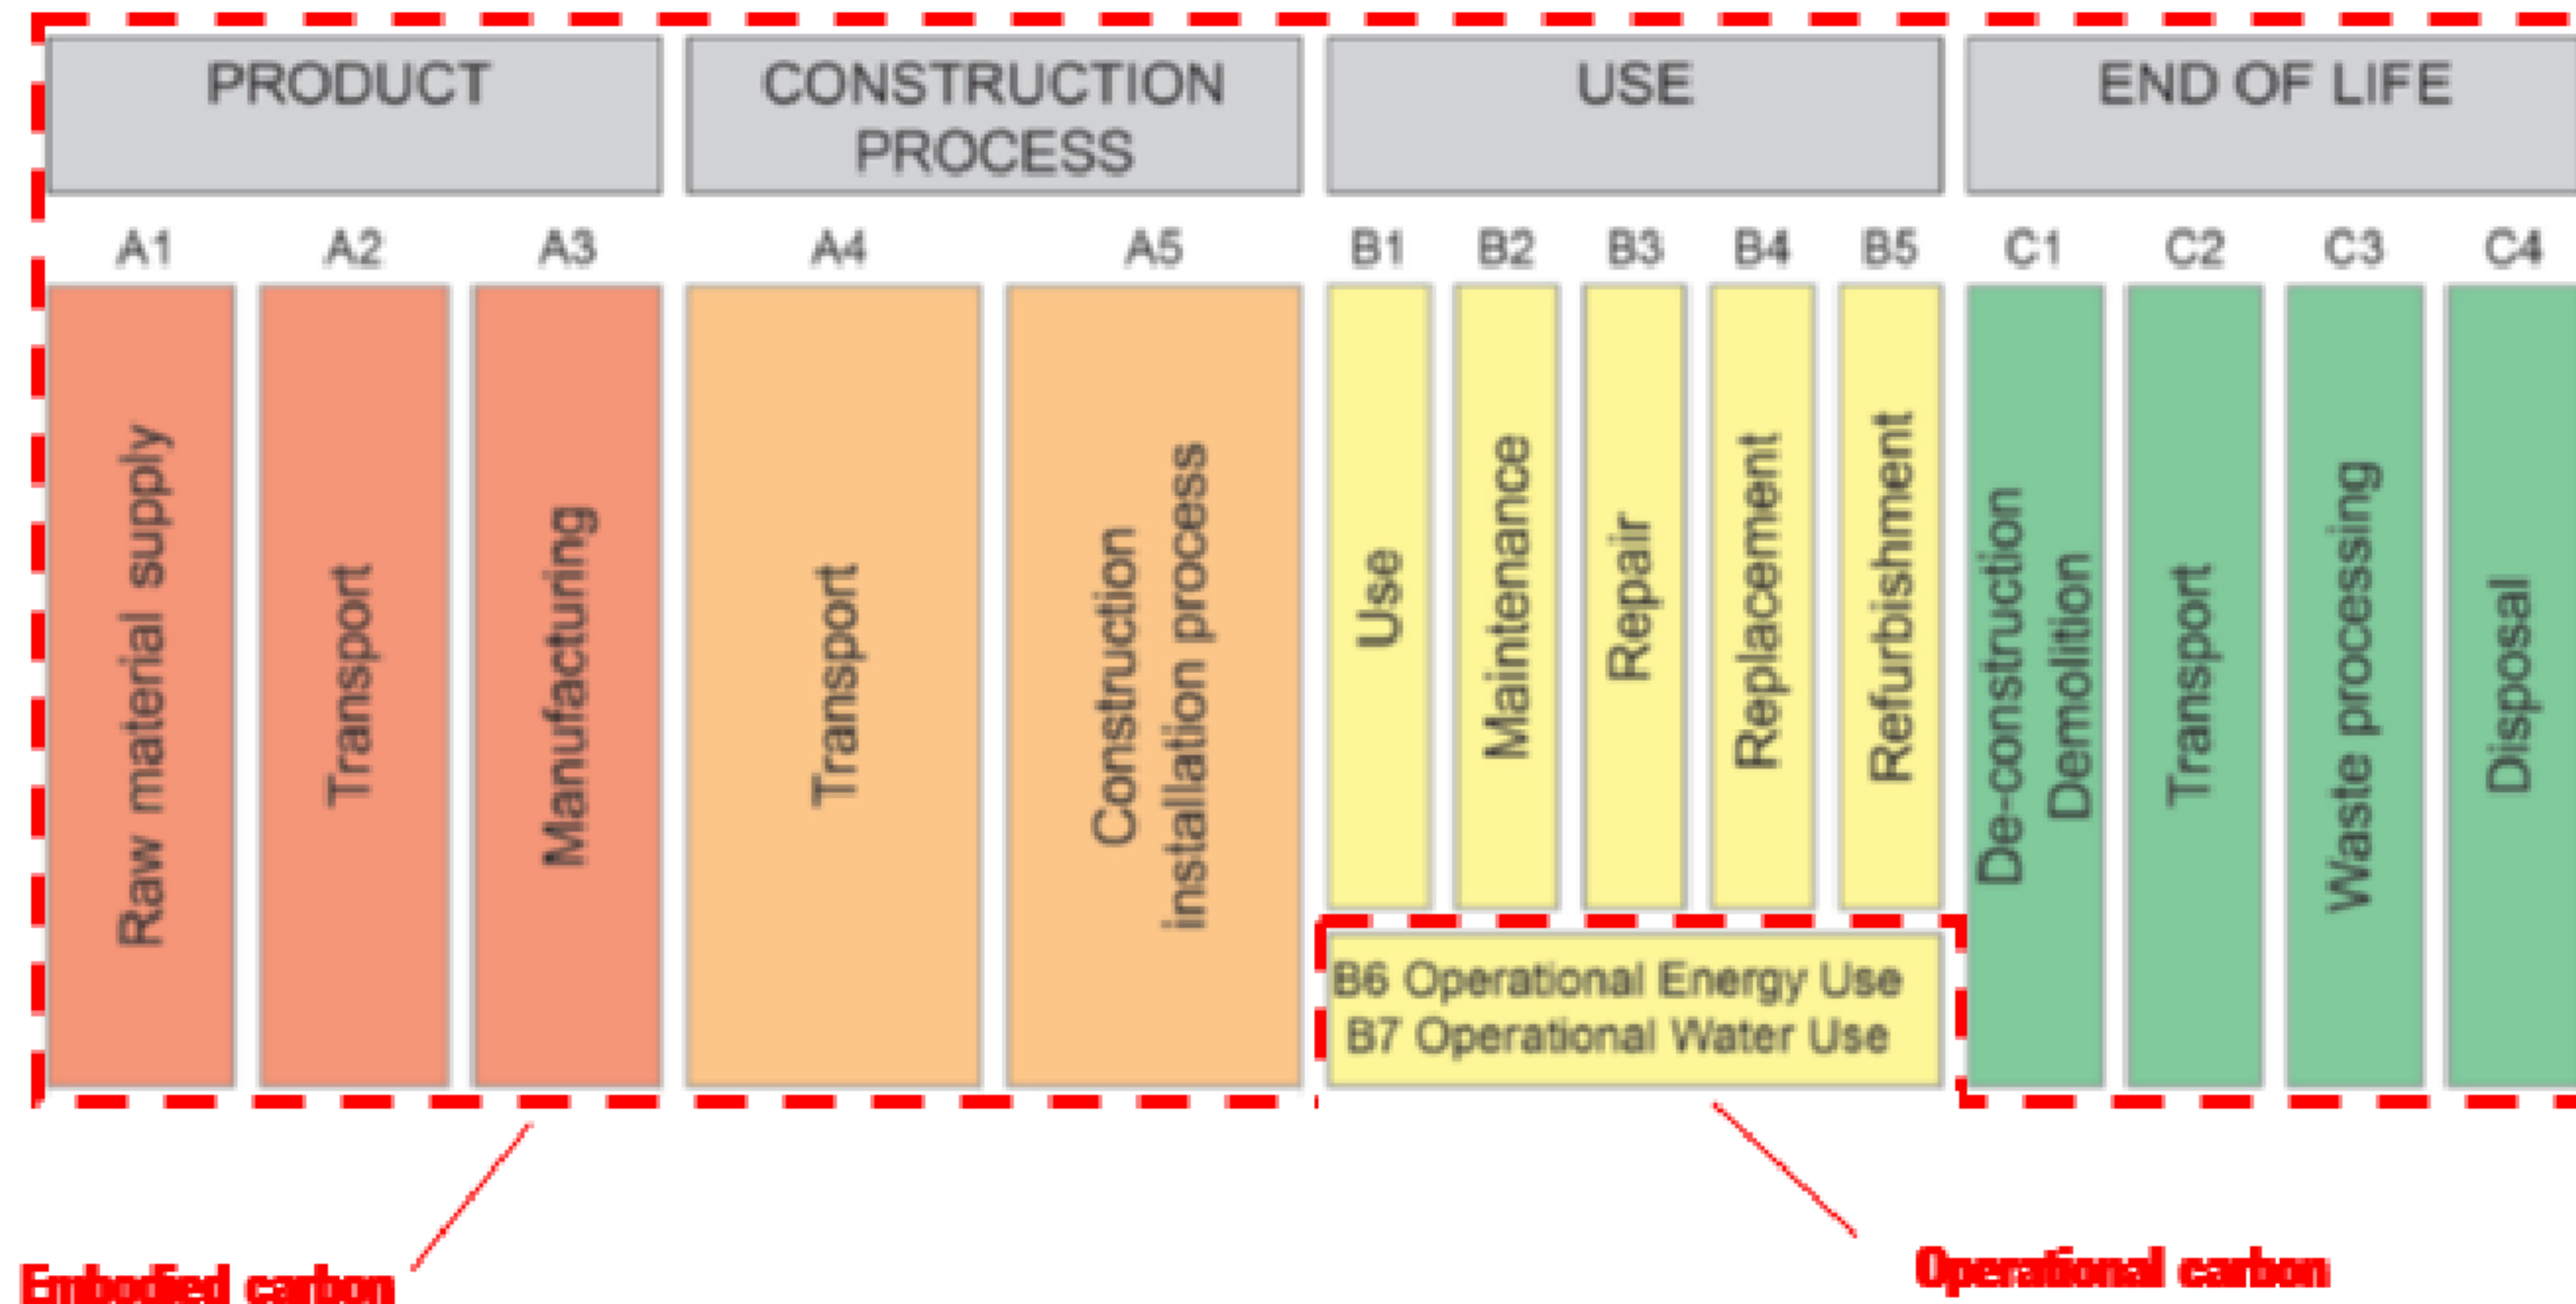 PRODUCT
CONSTRUCTION
PROCESS
USE
END OF LIFE
A1
A2
A3
A4
A5
B1
B2
B3
B4
B5
C1
C2
C3
C4
Raw material supply
Transport
Manufacturing
Transport
Construction
installation process
Use
Maintenance
Repair
Replacement
Refurbishment
De-construction
Demolition
Transport
Waste processing
Disposal
B6 Operational Energy Use
B7 Operational Water Use
Embodied carbon
Operational carbon